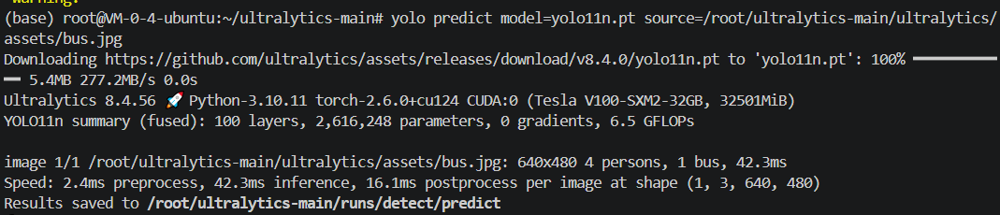 warning.
(base) root@VM-0-4-ubuntu:~/ultralytics-main# yolo predict model=yolo11n.pt source=/root/ultralytics-main/ultralytics/
assets/bus.jpg
Downloading https://github.com/ultralytics/assets/releases/download/v8.4.0/yolo11n.pt to 'yolo11n.pt': 100% ━━━━━━━━━━
━━ 5.4MB 277.2MB/s 0.0s
Ultralytics 8.4.56 🚀 Python-3.10.11 torch-2.6.0+cu124 CUDA:0 (Tesla V100-SXM2-32GB, 32501MiB)
YOLO11n summary (fused): 100 layers, 2,616,248 parameters, 0 gradients, 6.5 GFLOPs
image 1/1 /root/ultralytics-main/ultralytics/assets/bus.jpg: 640x480 4 persons, 1 bus, 42.3ms
Speed: 2.4ms preprocess, 42.3ms inference, 16.1ms postprocess per image at shape (1, 3, 640, 480)
Results saved to /root/ultralytics-main/runs/detect/predict